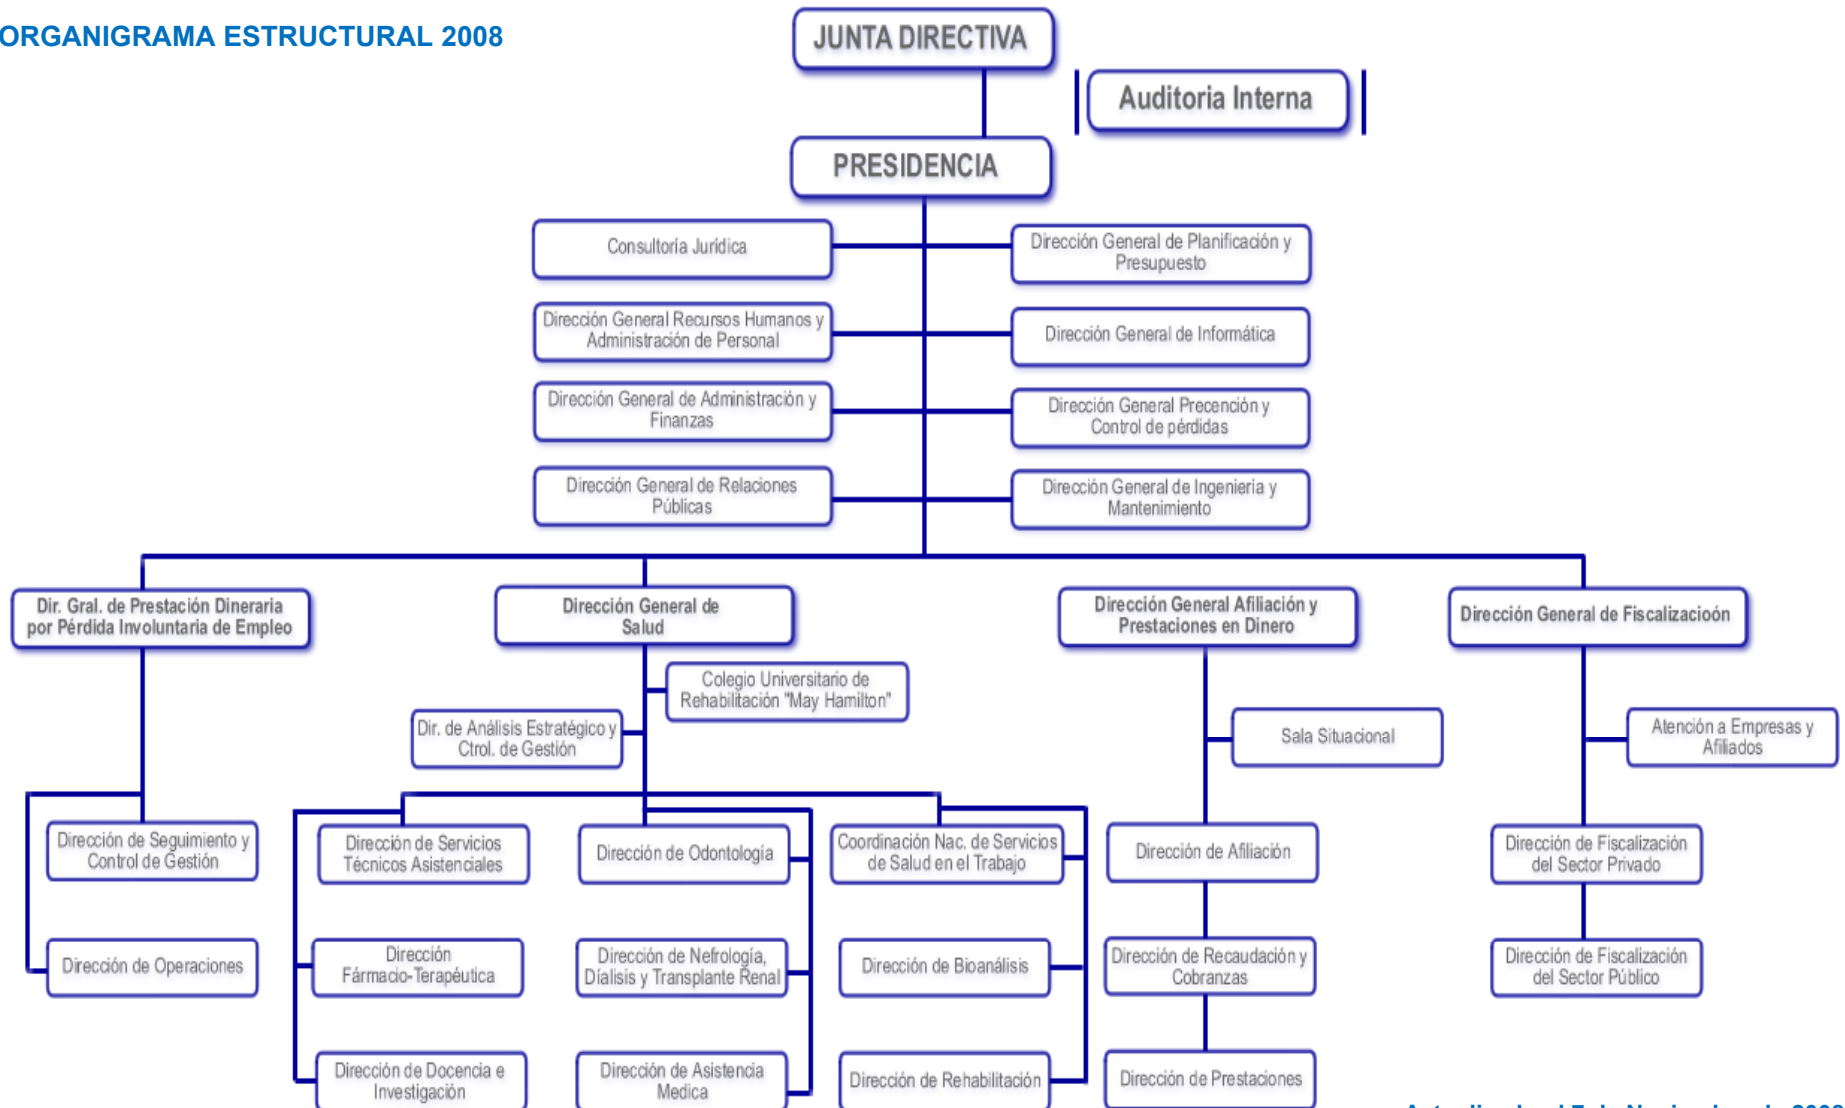 ORGANIGRAMA ESTRUCTURAL 2008
JUNTA DIRECTIVA
Auditoria Interna
PRESIDENCIA
Consultoría Jurídica
Dirección General de Planificación y
Presupuesto
Dirección General Recursos Humanos y
Administración de Personal
Dirección General de Informática
Dirección General de Administración y
Finanzas
Dirección General Precención y
Control de pérdidas
Dirección General de Relaciones
Públicas
Dirección General de Ingeniería y
Mantenimiento
Dir. Gral. de Prestación Dineraria
por Pérdida Involuntaria de Empleo
Dirección General de
Salud
Dirección General Afiliación y
Prestaciones en Dinero
Dirección General de Fiscalizacioón
Colegio Universitario de
Rehabilitación "May Hamilton"
Dir. de Análisis Estratégico y
Ctrol. de Gestión
Sala Situacional
Atención a Empresas y
Afiliados
Dirección de Seguimiento y
Control de Gestión
Dirección de Servicios
Técnicos Asistenciales
Dirección de Odontología
Coordinación Nac. de Servicios
de Salud en el Trabajo
Dirección de Afiliación
Dirección de Fiscalización
del Sector Privado
Dirección de Operaciones
Dirección
Fármacio-Terapéutica
Dirección de Nefrología,
Díalisis y Transplante Renal
Dirección de Bioanálisis
Dirección de Recaudación y
Cobranzas
Dirección de Fiscalización
del Sector Público
Dirección de Docencia e
Investigación
Dirección de Asistencia
Medica
Dirección de Rehabilitación
Dirección de Prestaciones